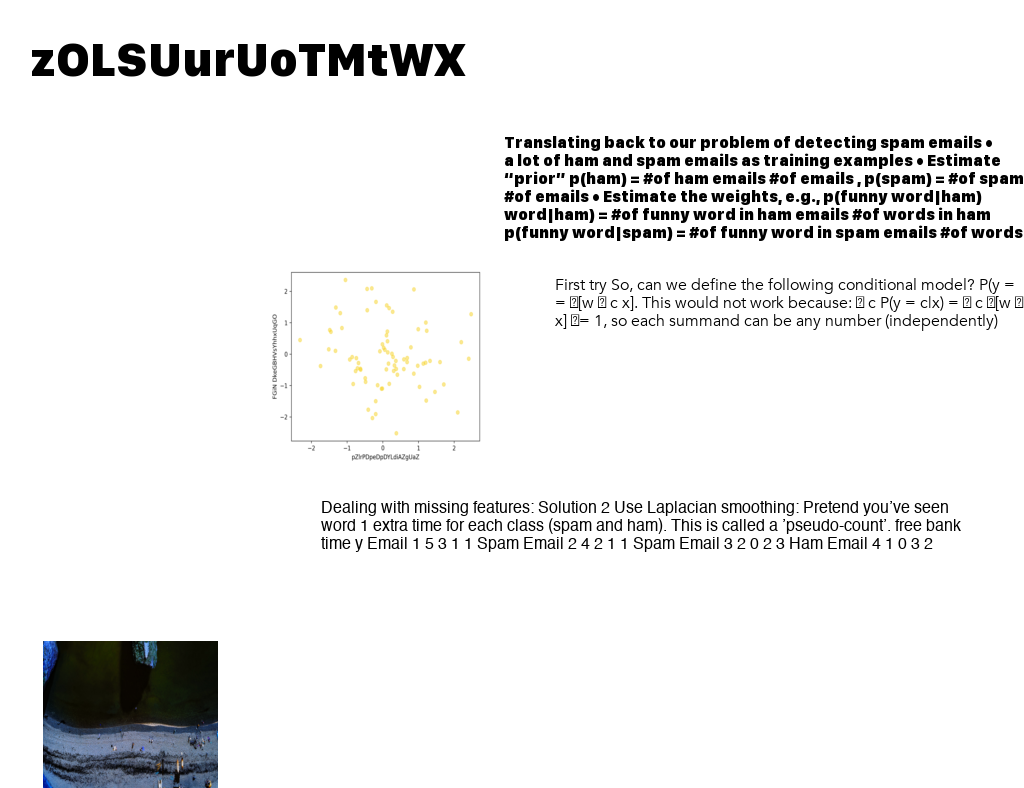 zOLSUurUoTMtWX
Translating back to our problem of detecting spam emails •
a lot of ham and spam emails as training examples • Estimate
“prior” p(ham) = #of ham emails #of emails , p(spam) = #of spam
#of emails • Estimate the weights, e.g., p(funny word|ham)
word|ham) = #of funny word in ham emails #of words in ham
p(funny word|spam) = #of funny word in spam emails #of words
First try So, can we define the following conditional model? P(y =
= [w c x]. This would not work because: c P(y = c|x) = c [w
x] = 1, so each summand can be any number (independently)
2
1
0
−1
−2
−2 −1 0 1 2
pZlrPDpeDpDYLdiAZgUaZ
Dealing with missing features: Solution 2 Use Laplacian smoothing: Pretend you’ve seen
word 1 extra time for each class (spam and ham). This is called a ’pseudo-count’. free bank
time y Email 1 5 3 1 1 Spam Email 2 4 2 1 1 Spam Email 3 2 0 2 3 Ham Email 4 1 0 3 2